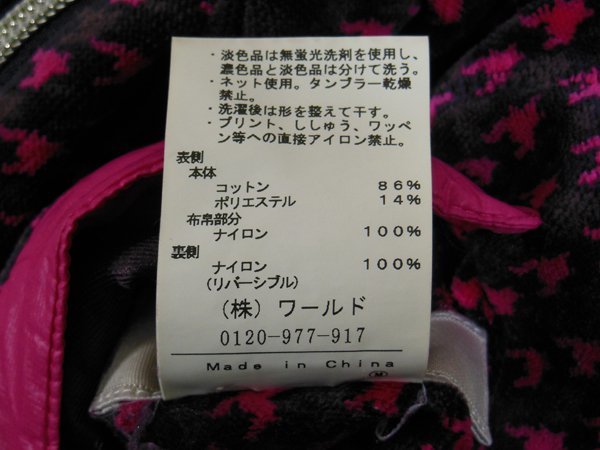 ・淡色品は無蛍光洗剤を使用し、
濃色品と淡色品は分けて洗う。
・ネット使用。タンブラー乾燥
禁止。
・洗濯後は形を整えて干す。
・プリント、ししゅう、ワッペ
ン等への直接アイロン禁止。
表側
本体
コットン 86%
ポリエステル 14%
布帛部分
ナイロン 100%
裏側
ナイロン 100%
(リバーシブル)
(株)ワールド
0120-977-917
Made in China
M